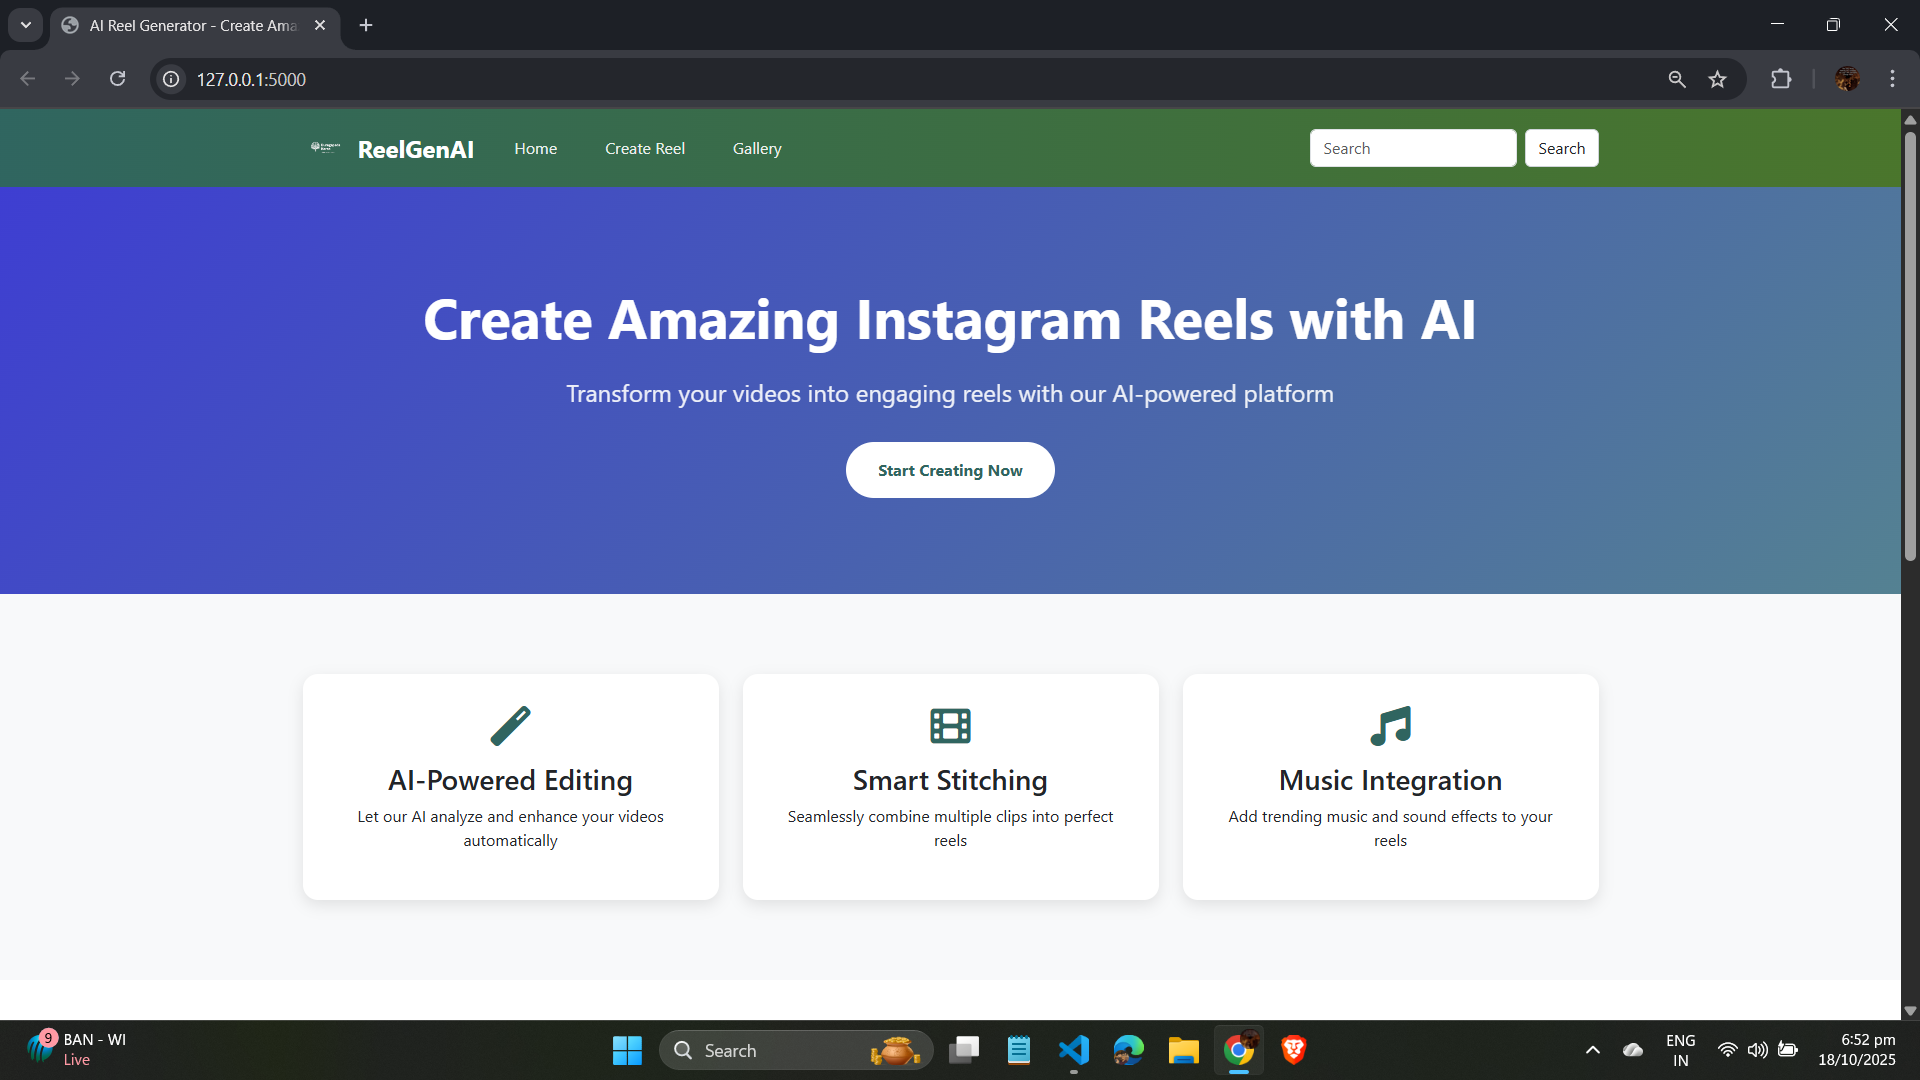 AI Reel Generator - Create Ama
127.0.0.1:5000
ReelGenAI
Home
Create Reel
Gallery
Search
Search
Create Amazing Instagram Reels with AI
Transform your videos into engaging reels with our AI-powered platform
Start Creating Now
AI-Powered Editing
Let our AI analyze and enhance your videos
automatically
Smart Stitching
Seamlessly combine multiple clips into perfect
reels
Music Integration
Add trending music and sound effects to your
reels
9
BAN - WI
Live
Search
ENG
IN
6:52 pm
18/10/2025